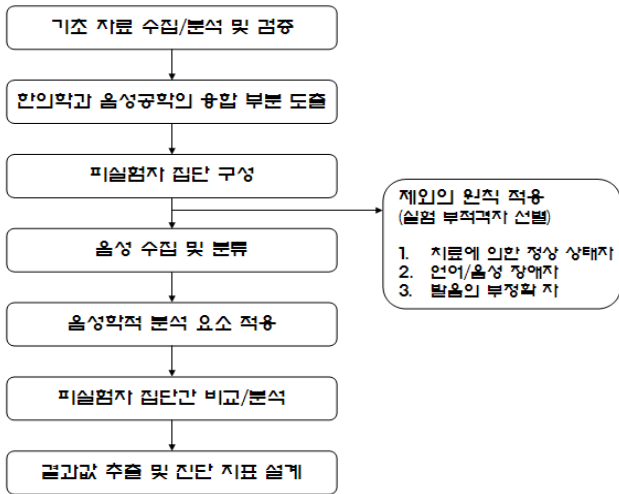 기초 자료 수집/분석 및 검증
한의학과 음성공학의 융합 부분 도출
피실험자 집단 구성
제외의 원칙 적용
(실험 부적격자 선별)
1. 치료에 의한 정상 상태자
2. 언어/음성 장애자
3. 발음의 부정확 자
음성 수집 및 분류
음성학적 분석 요소 적용
피실험자 집단간 비교/분석
결과값 추출 및 진단 지표 설계